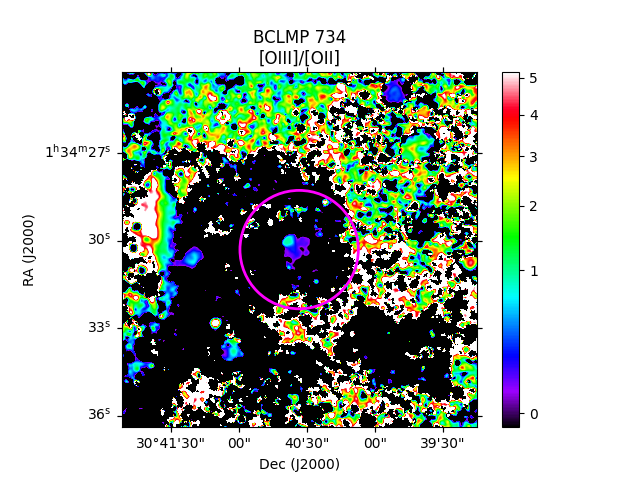 BCLMP 734
[OIII]/[OII]
5
4
3
2
1
0
1ʰ34ᵐ27ˢ
30ˢ
33ˢ
36ˢ
RA (J2000)
30°41'30" 00" 40'30" 00" 39'30"
Dec (J2000)